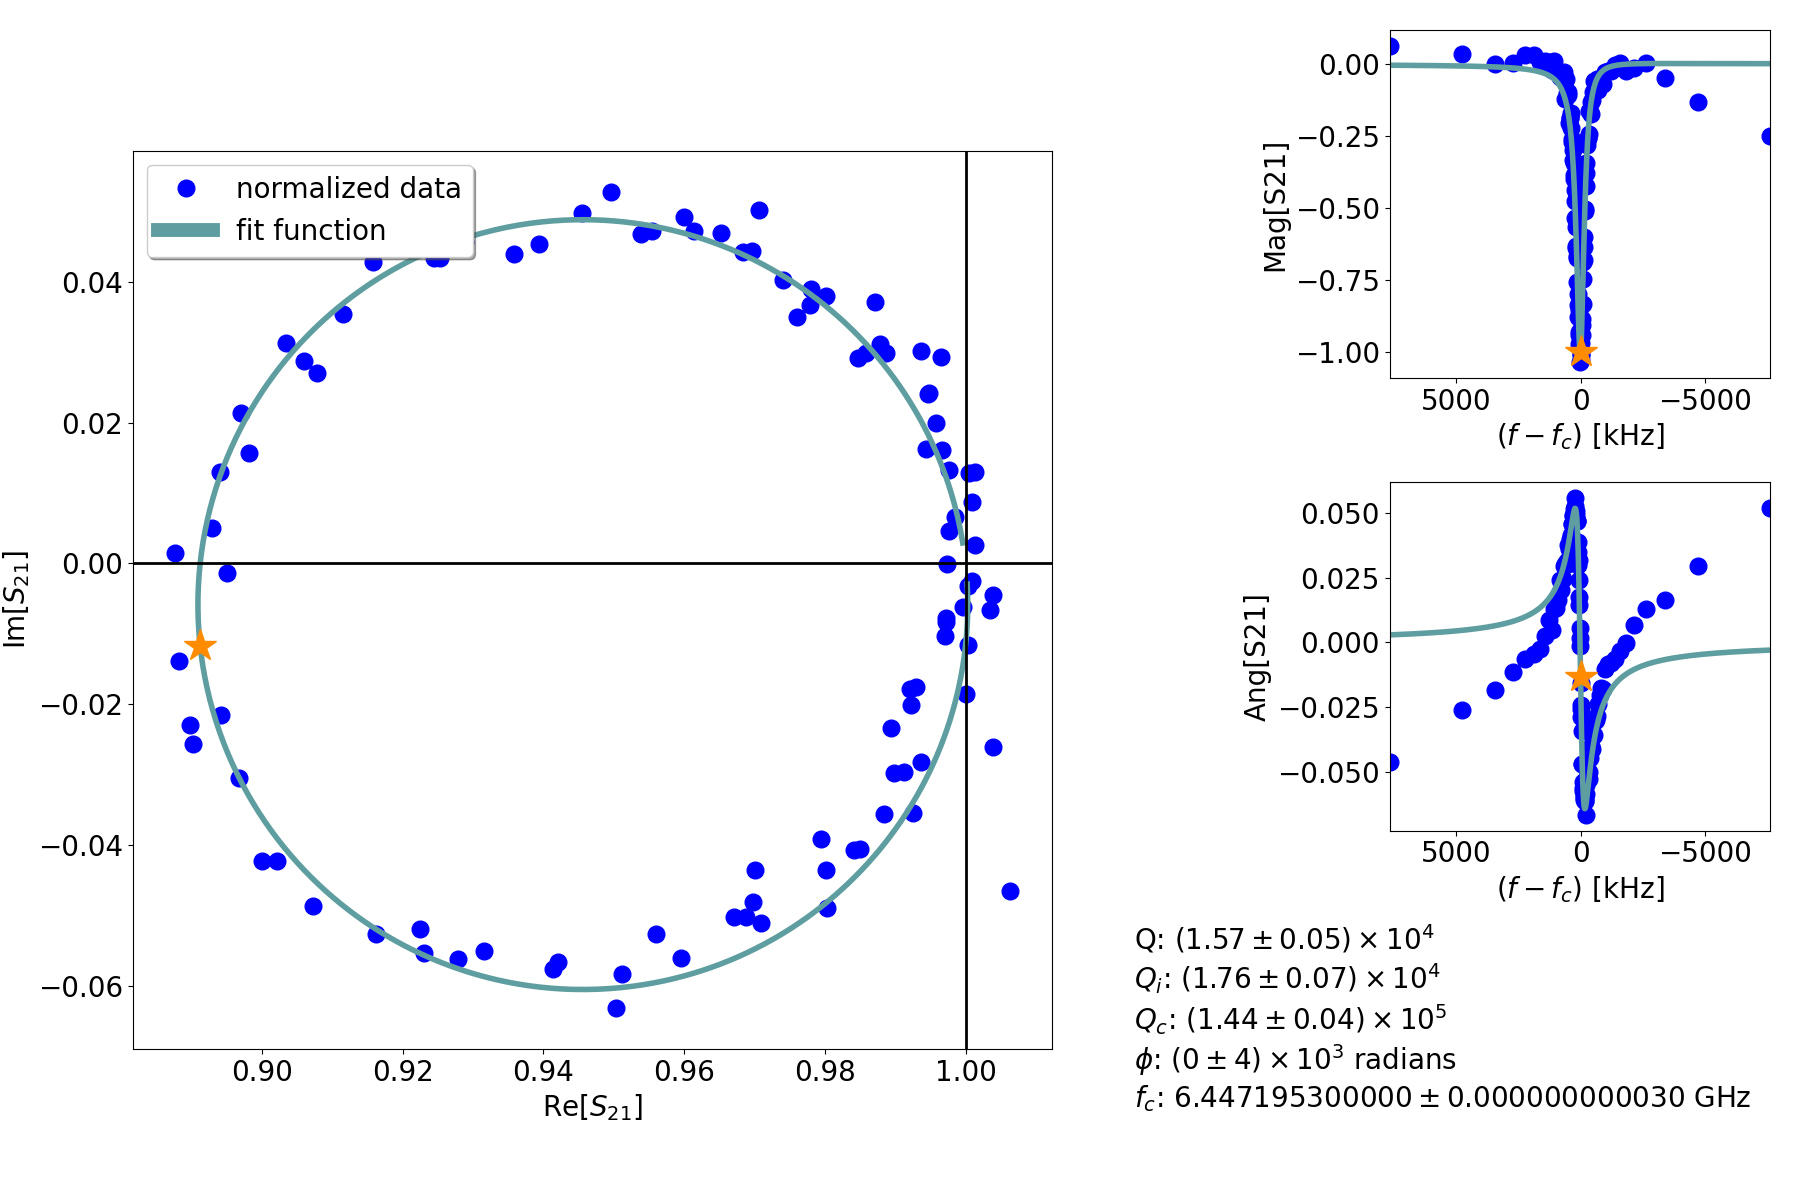 normalized data
fit function
0.04
0.02
0.00
−0.02
−0.04
−0.06
Im[S21]
0.90 0.92 0.94 0.96 0.98 1.00
Re[S21]
0.00
−0.25
−0.50
−0.75
−1.00
Mag[S21]
5000 0 −5000
(f − fc) [kHz]
0.050
0.025
0.000
−0.025
−0.050
Ang[S21]
5000 0 −5000
(f − fc) [kHz]
Q: (1.57 ± 0.05) × 10^4
Qi: (1.76 ± 0.07) × 10^4
Qc: (1.44 ± 0.04) × 10^5
ϕ: (0 ± 4) × 10^3 radians
fc: 6.447195300000 ± 0.000000000030 GHz